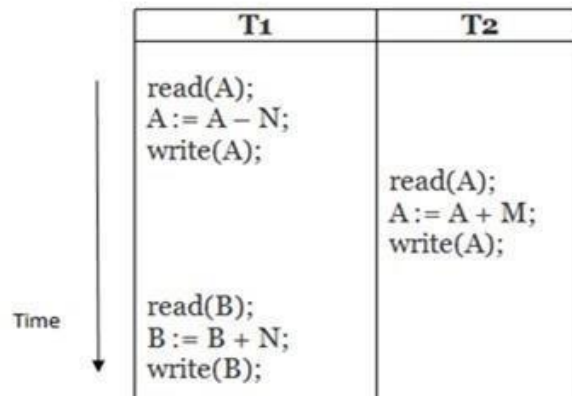 T1 T2
read(A);
A := A – N;
write(A);
read(A);
A := A + M;
write(A);
read(B);
Time
B := B + N;
write(B);